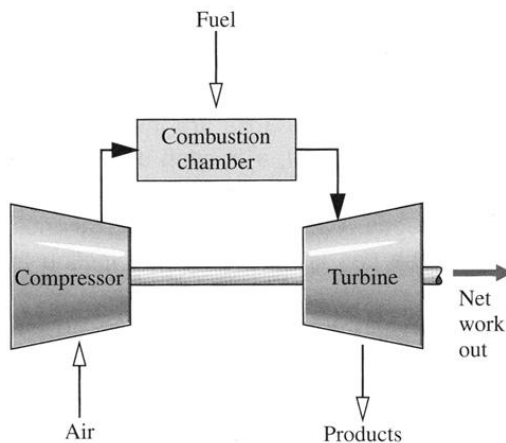 Fuel
Combustion
chamber
Compressor
Turbine
Net
work
out
Air
Products